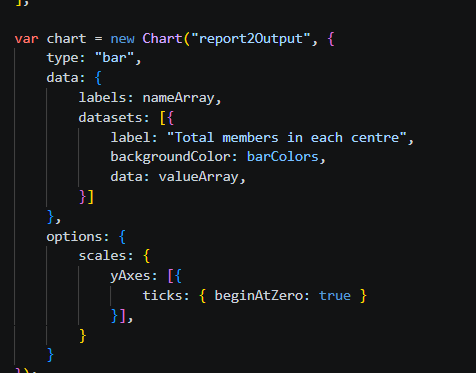 ],
var chart = new Chart("report2Output", {
type: "bar",
data: {
labels: nameArray,
datasets: [{
label: "Total members in each centre",
backgroundColor: barColors,
data: valueArray,
}]
},
options: {
scales: {
yAxes: [{
ticks: { beginAtZero: true }
}],
}
}
});